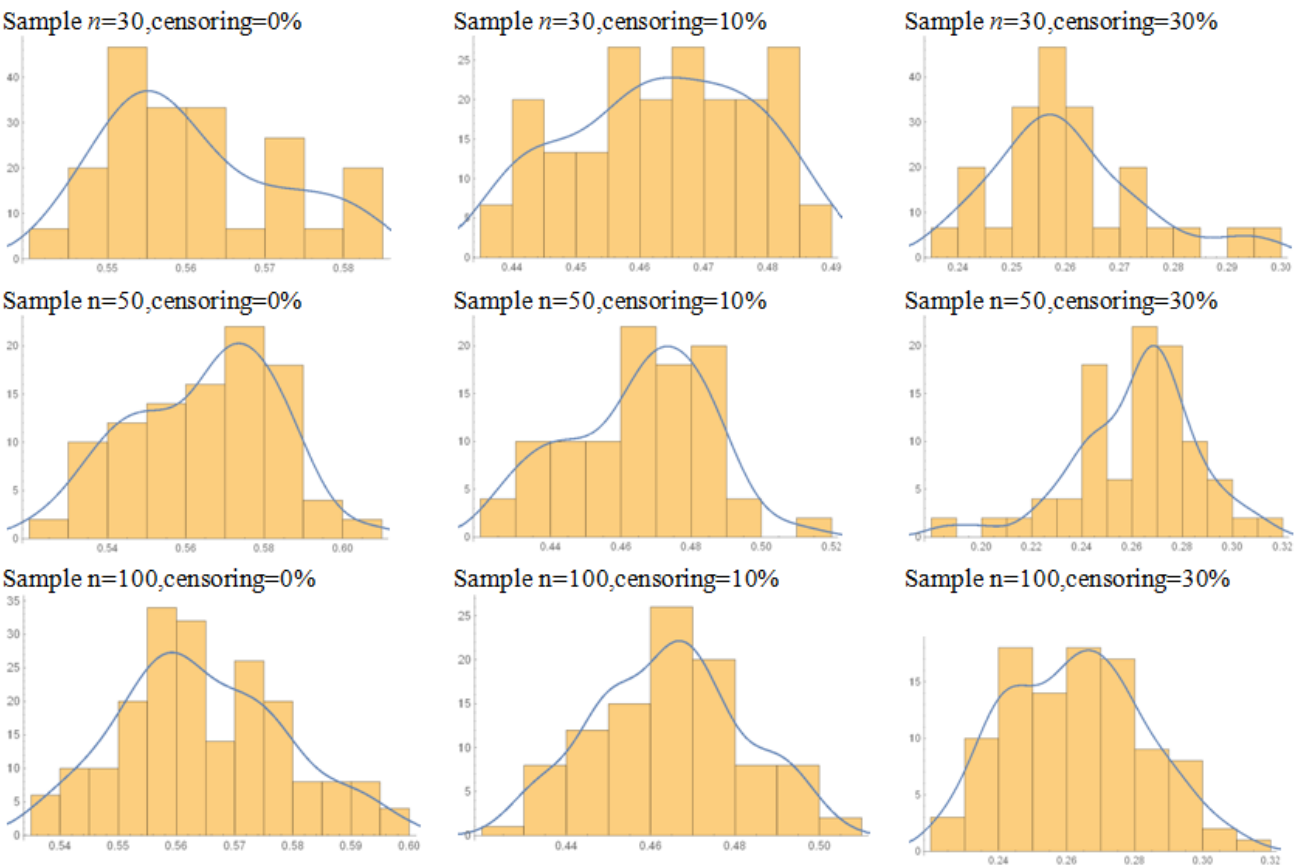 Sample n=30,censoring=0%
Sample n=30,censoring=10%
Sample n=30,censoring=30%
40
30
20
10
0
0.55 0.56 0.57 0.58
25
20
15
10
5
0
0.44 0.45 0.46 0.47 0.48 0.49
40
30
20
10
0
0.24 0.25 0.26 0.27 0.28 0.29 0.30
Sample n=50,censoring=0%
Sample n=50,censoring=10%
Sample n=50,censoring=30%
20
15
10
5
0
0.54 0.56 0.58 0.60
20
15
10
5
0
0.44 0.46 0.48 0.50 0.52
20
15
10
5
0
0.20 0.22 0.24 0.26 0.28 0.30 0.32
Sample n=100,censoring=0%
Sample n=100,censoring=10%
Sample n=100,censoring=30%
35
30
25
20
15
10
5
0
0.54 0.55 0.56 0.57 0.58 0.59 0.60
25
20
15
10
5
0
0.44 0.46 0.48 0.50
15
10
5
0
0.24 0.26 0.28 0.30 0.32